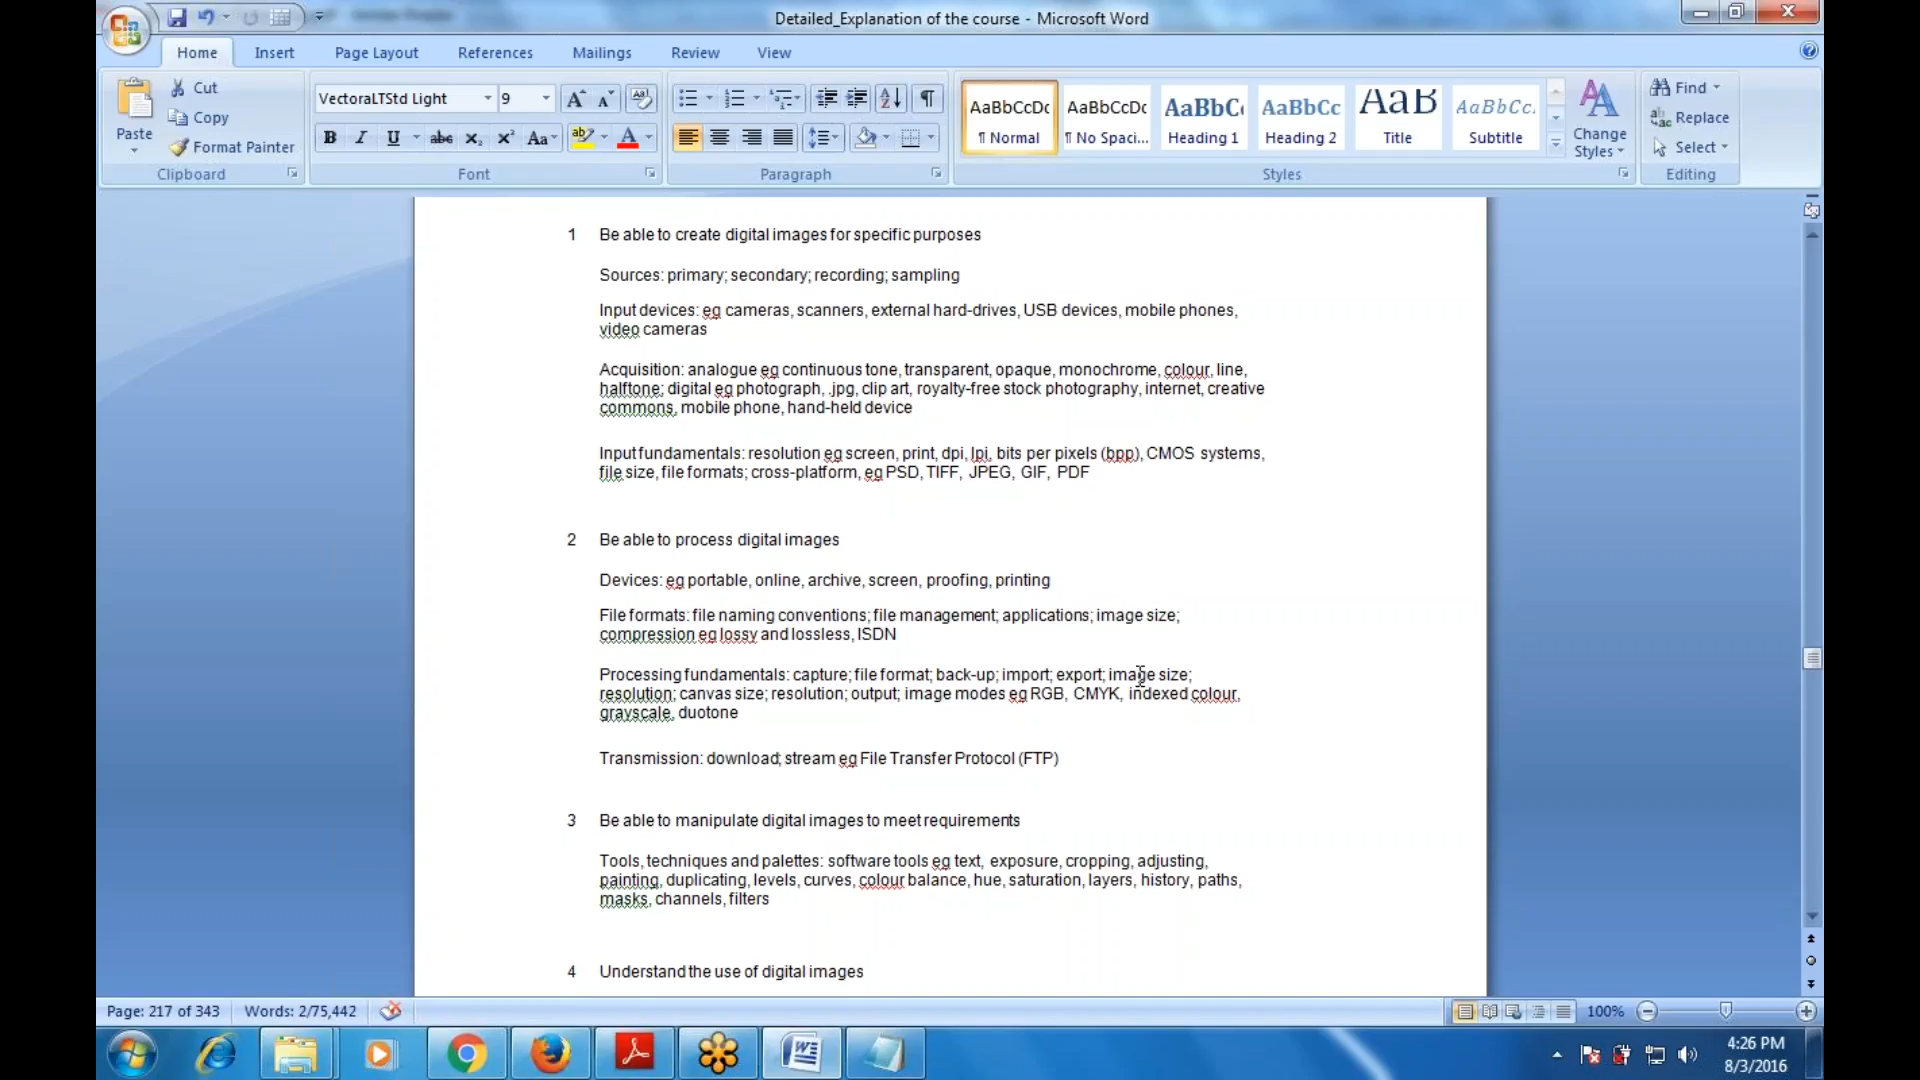 Detailed_Explanation of the course - Microsoft Word
Home Insert Page Layout References Mailings Review View
Paste
Cut
Copy
Format Painter
Clipboard
VectoraLTStd Light 9
Font
Paragraph
AaBbCcDc AaBbCcDc AaBbC( AaBbCc AaB AaBbCc.
¶ Normal ¶ No Spaci... Heading 1 Heading 2 Title Subtitle
Change Styles
Styles
Find
Replace
Select
Editing
1 Be able to create digital images for specific purposes
Sources: primary; secondary; recording; sampling
Input devices: eg cameras, scanners, external hard-drives, USB devices, mobile phones,
video cameras
Acquisition: analogue eg continuous tone, transparent, opaque, monochrome, colour, line,
halftone; digital eg photograph, .jpg, clip art, royalty-free stock photography, internet, creative
commons, mobile phone, hand-held device
Input fundamentals: resolution eg screen, print, dpi, lpi, bits per pixels (bpp), CMOS systems,
file size, file formats; cross-platform, eg PSD, TIFF, JPEG, GIF, PDF
2 Be able to process digital images
Devices: eg portable, online, archive, screen, proofing, printing
File formats: file naming conventions; file management; applications; image size;
compression eg lossy and lossless, ISDN
Processing fundamentals: capture; file format; back-up; import; export; image size;
resolution; canvas size; resolution; output; image modes eg RGB, CMYK, indexed colour,
grayscale, duotone
Transmission: download; stream eg File Transfer Protocol (FTP)
3 Be able to manipulate digital images to meet requirements
Tools, techniques and palettes: software tools eg text, exposure, cropping, adjusting,
painting, duplicating, levels, curves, colour balance, hue, saturation, layers, history, paths,
masks, channels, filters
4 Understand the use of digital images
Page: 217 of 343 Words: 2/75,442 100%
4:26 PM
8/3/2016